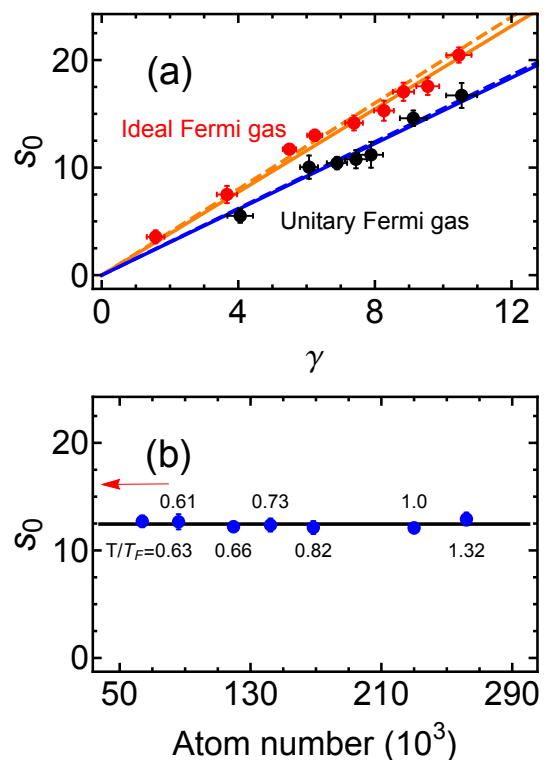 (a)
20
Ideal Fermi gas
s0
10
Unitary Fermi gas
0
0 4 8 12
γ
(b)
20
0.61 0.73 1.0
s0
10
T/TF=0.63 0.66 0.82 1.32
0
50 130 210 290
Atom number (10³)